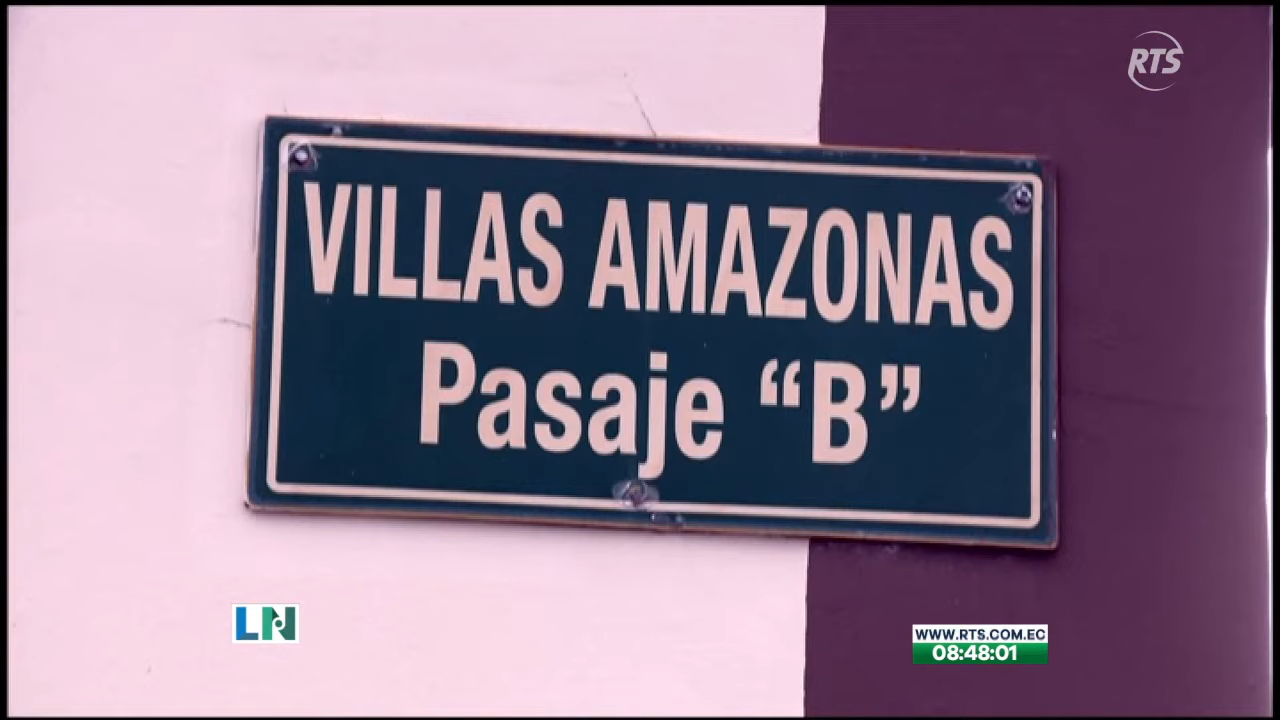 RTS
VILLAS AMAZONAS
Pasaje “B”
LN
WWW.RTS.COM.EC
08:48:01